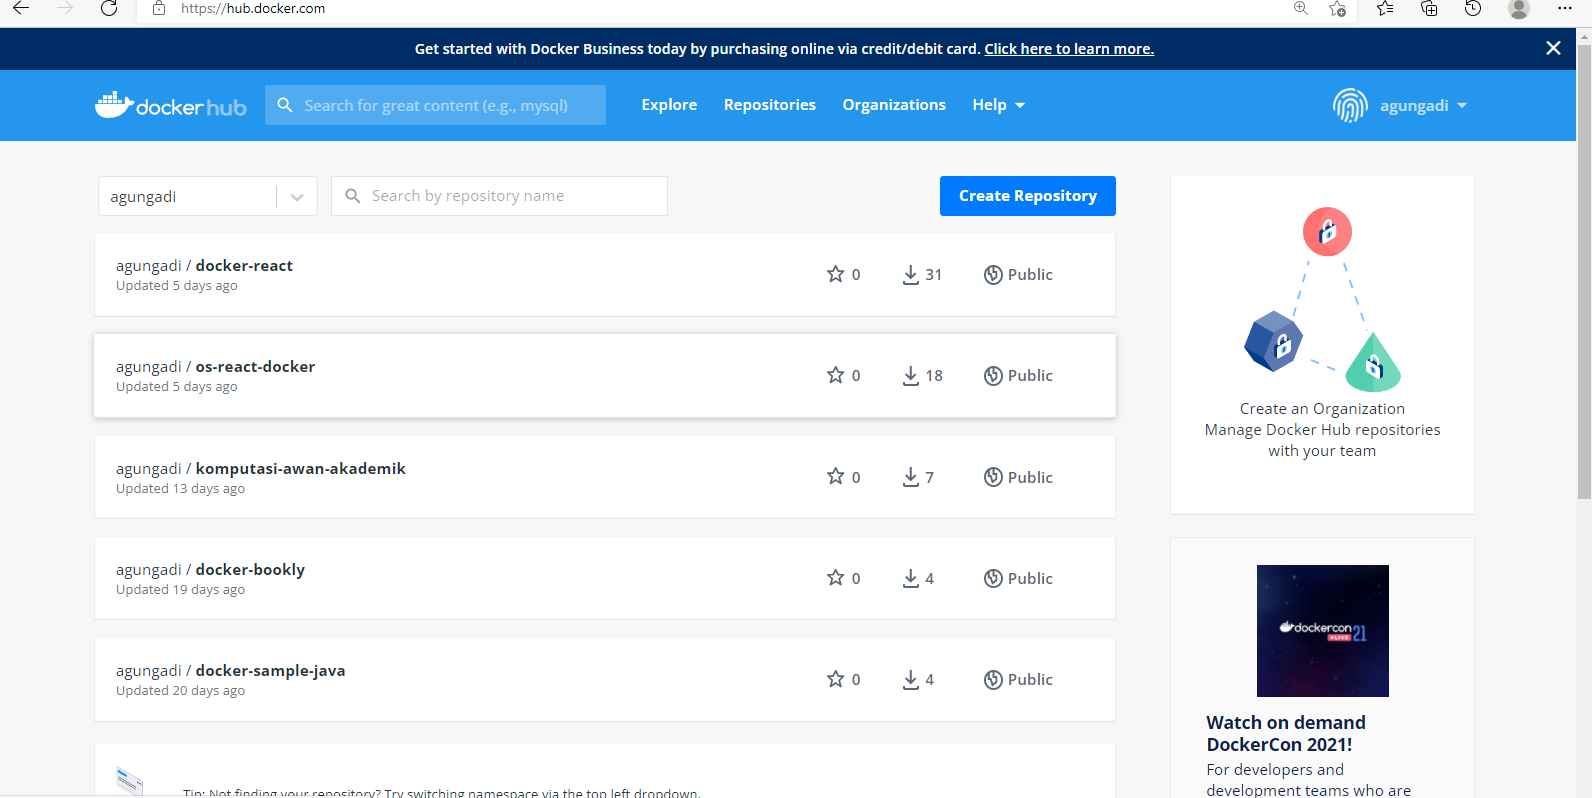 https://hub.docker.com
Get started with Docker Business today by purchasing online via credit/debit card. Click here to learn more.
docker hub
Search for great content (e.g., mysql)
Explore
Repositories
Organizations
Help
agungadi
agungadi
Search by repository name
Create Repository
agungadi / docker-react
Updated 5 days ago
0
31
Public
agungadi / os-react-docker
Updated 5 days ago
0
18
Public
agungadi / komputasi-awan-akademik
Updated 13 days ago
0
7
Public
agungadi / docker-bookly
Updated 19 days ago
0
4
Public
agungadi / docker-sample-java
Updated 20 days ago
0
4
Public
Tip: Not finding your repository? Try switching namespace via the top left dropdown.
Create an Organization
Manage Docker Hub repositories
with your team
dockercon
LIVE 21
Watch on demand
DockerCon 2021!
For developers and
development teams who are